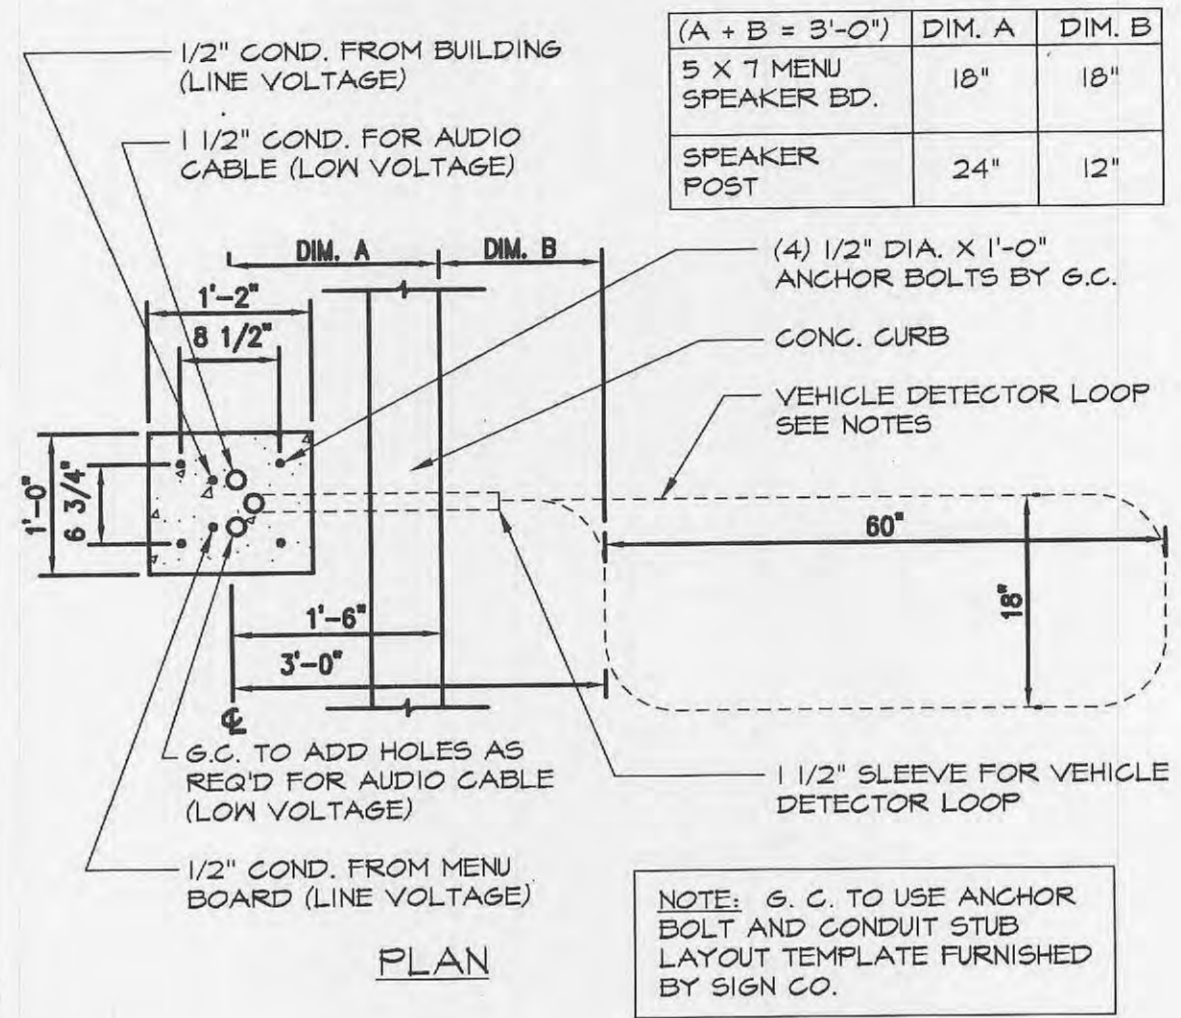 1/2" COND. FROM BUILDING
(LINE VOLTAGE)
1 1/2" COND. FOR AUDIO
CABLE (LOW VOLTAGE)
(A + B = 3'-0") DIM. A DIM. B
5 X 7 MENU
SPEAKER BD. 18" 18"
SPEAKER
POST 24" 12"
DIM. A DIM. B
(4) 1/2" DIA. X 1'-0"
ANCHOR BOLTS BY G.C.
1'-2"
8 1/2"
CONC. CURB
VEHICLE DETECTOR LOOP
SEE NOTES
1'-0"
6 3/4"
60"
18"
1'-6"
3'-0"
℄
G.C. TO ADD HOLES AS
REQ'D FOR AUDIO CABLE
(LOW VOLTAGE)
1 1/2" SLEEVE FOR VEHICLE
DETECTOR LOOP
1/2" COND. FROM MENU
BOARD (LINE VOLTAGE)
PLAN
NOTE: G. C. TO USE ANCHOR
BOLT AND CONDUIT STUB
LAYOUT TEMPLATE FURNISHED
BY SIGN CO.